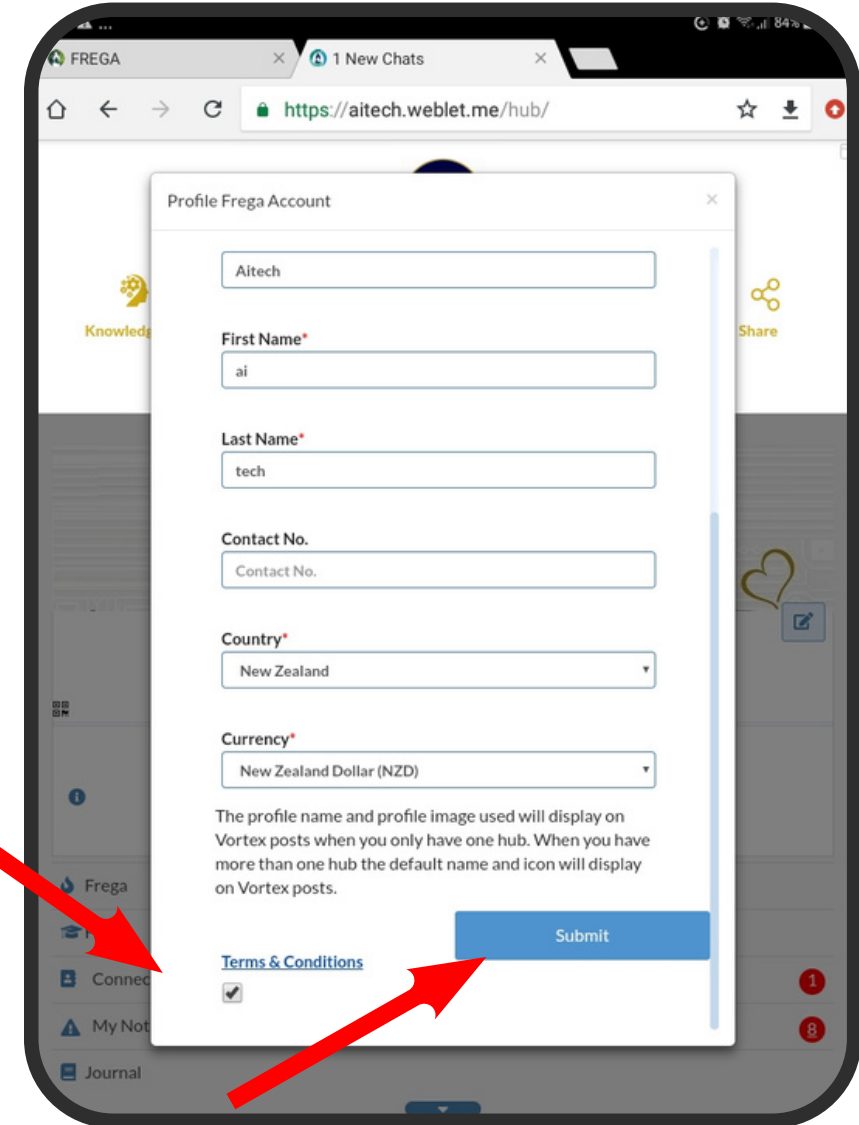 84%
FREGA
1 New Chats
https://aitech.weblet.me/hub/
Profile Frega Account
Aitech
Share
First Name*
ai
Last Name*
tech
Contact No.
Contact No.
Country*
New Zealand
Currency*
New Zealand Dollar (NZD)
The profile name and profile image used will display on
Vortex posts when you only have one hub. When you have
more than one hub the default name and icon will display
on Vortex posts.
Frega
Submit
Terms & Conditions
1
My Not
8
Journal